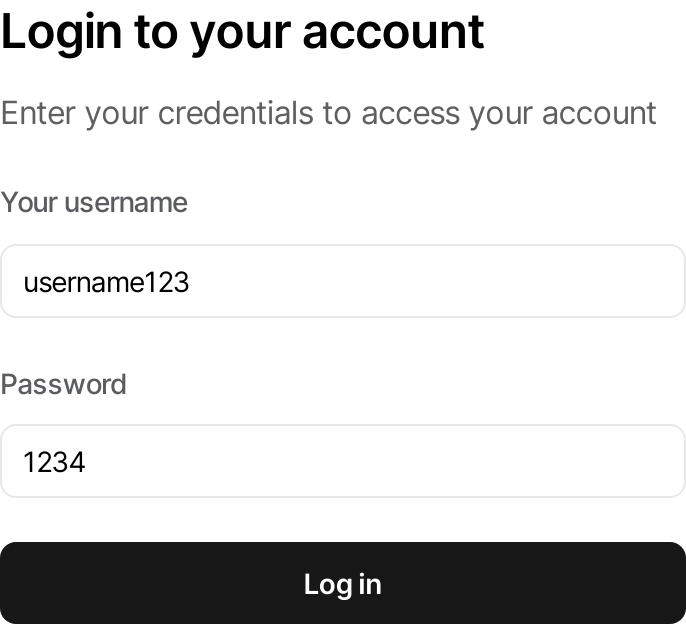 Login to your account
Enter your credentials to access your account
Your username
username123
Password
1234
Log in